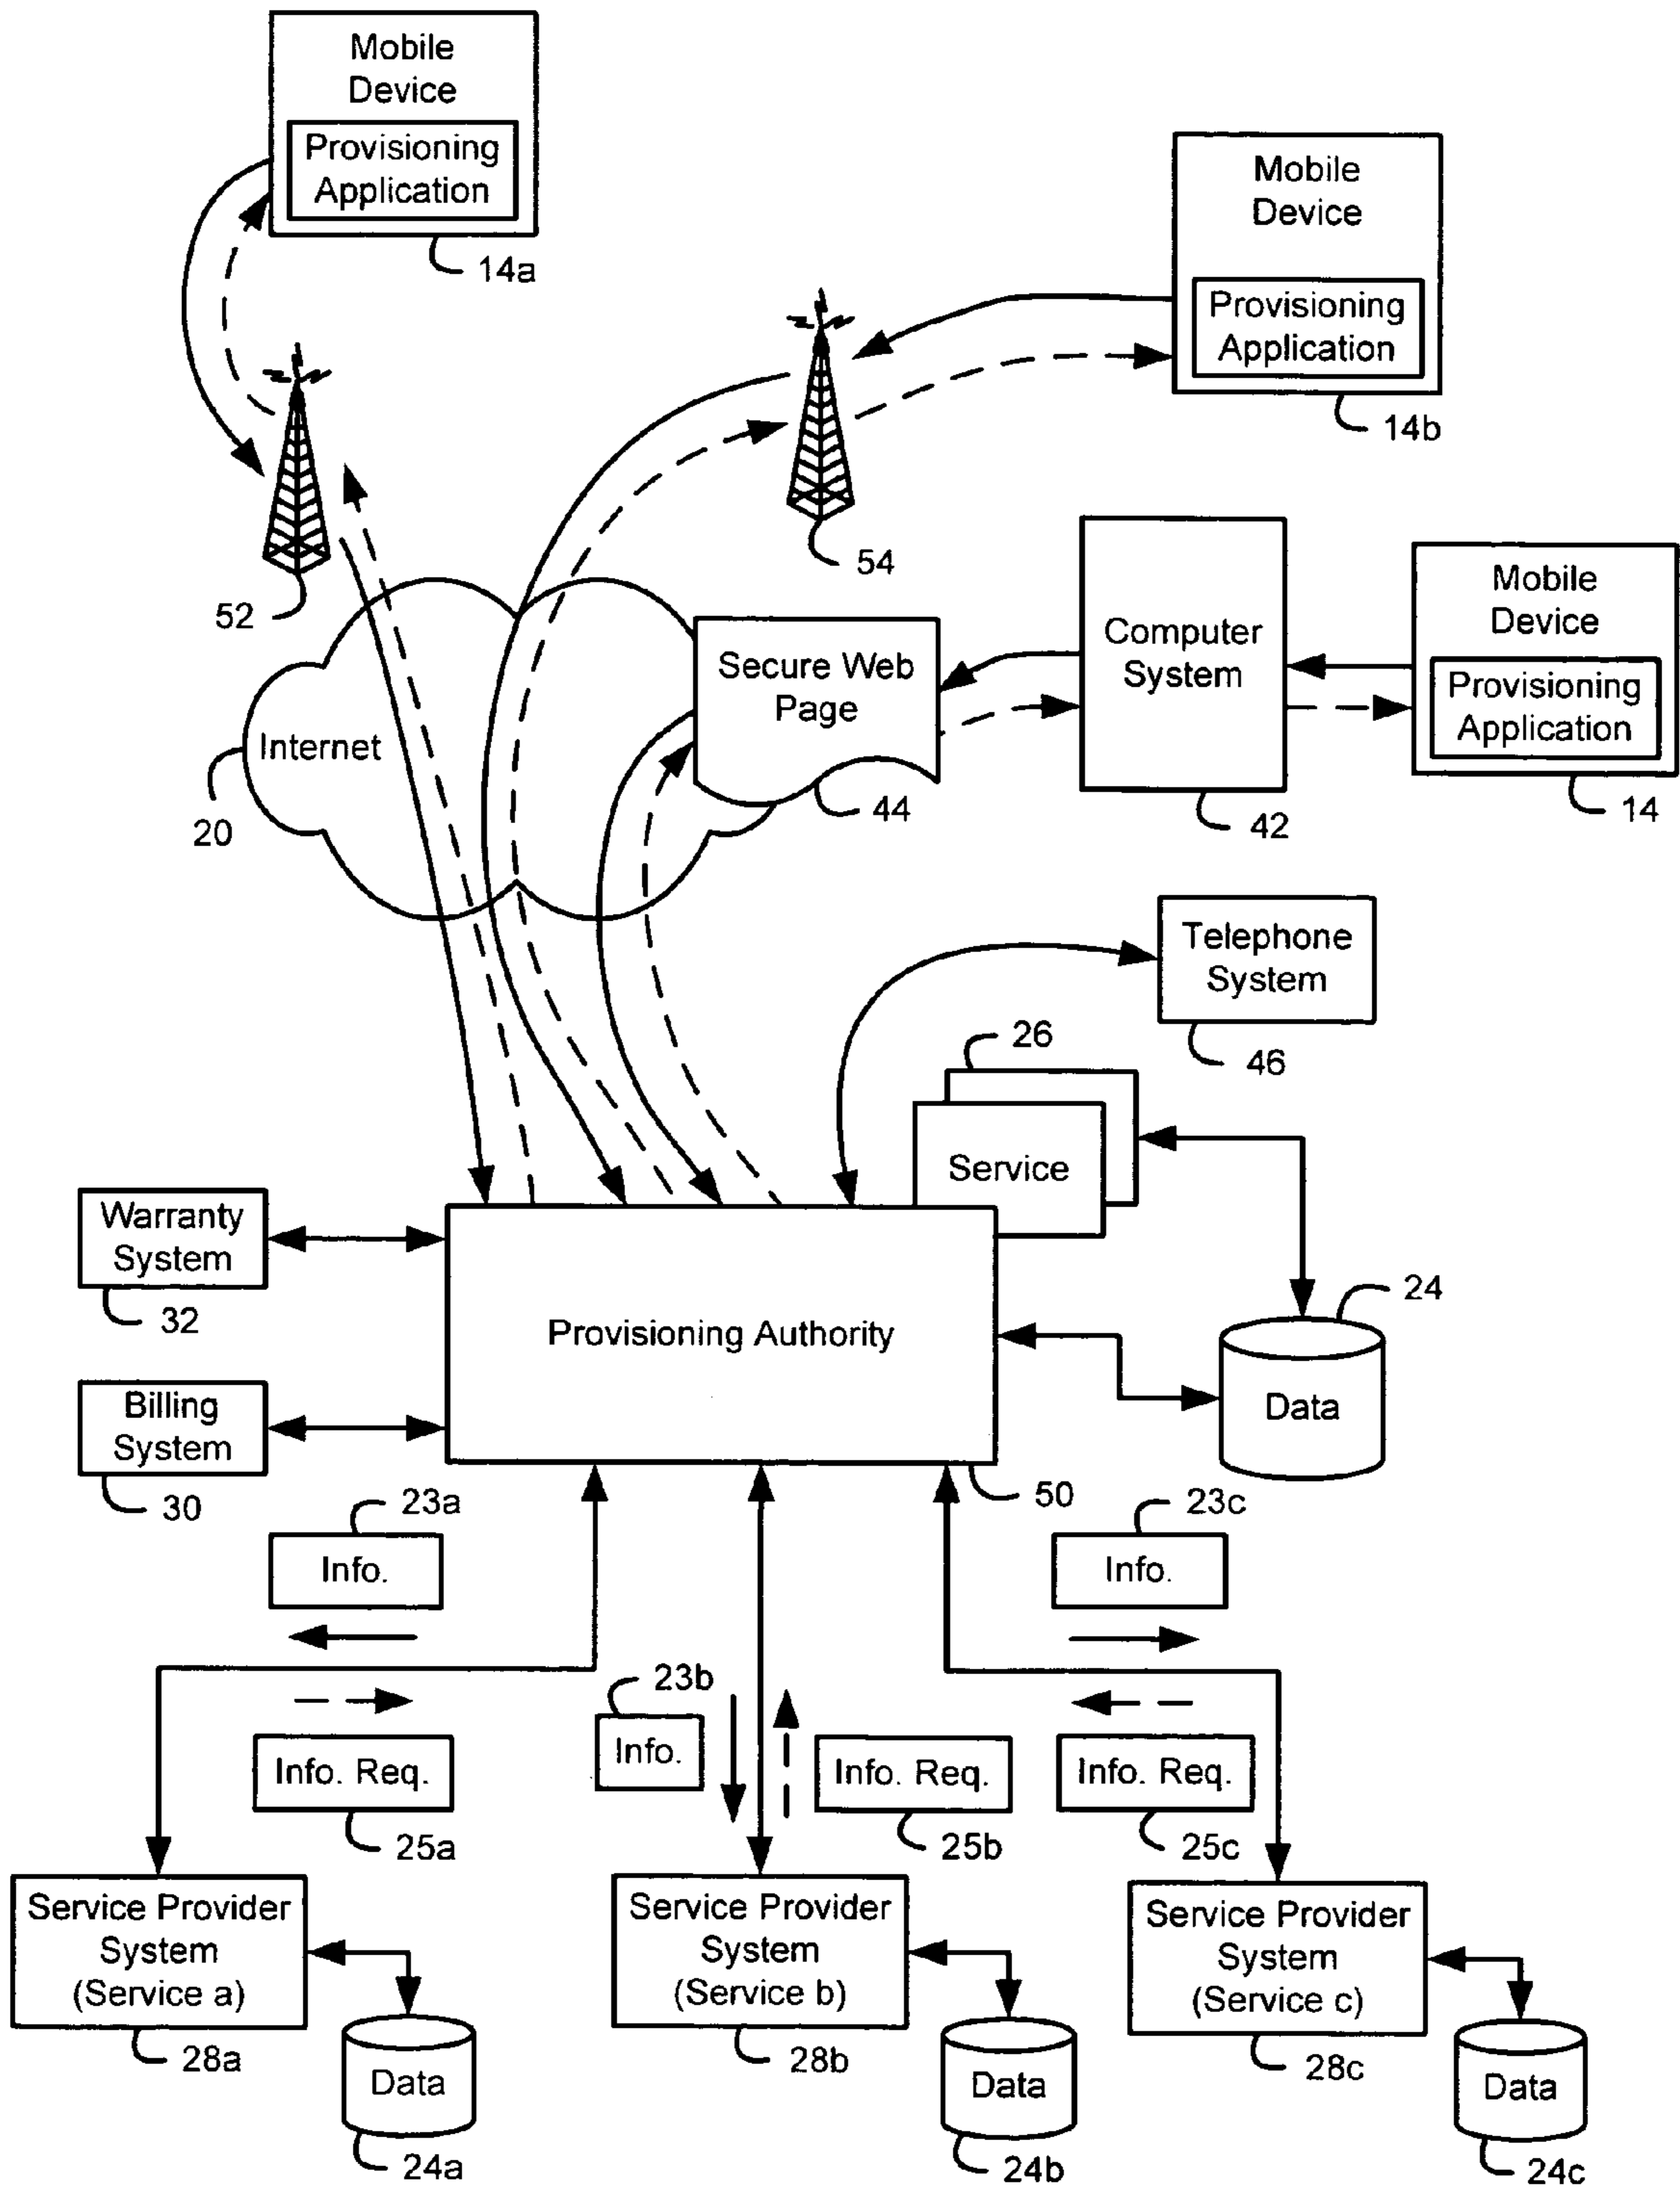 Mobile
Device
Provisioning
Application
14a
Mobile
Device
Provisioning
Application
14b
52
54
Mobile
Device
Provisioning
Application
14
Computer
System
42
Secure Web
Page
44
Internet
20
Telephone
System
46
26
Service
Warranty
System
32
Provisioning Authority
50
24
Data
Billing
System
30
23a
Info.
23c
Info.
23b
Info.
Info. Req.
25a
Info. Req.
25b
Info. Req.
25c
Service Provider
System
(Service a)
28a
Data
24a
Service Provider
System
(Service b)
28b
Data
24b
Service Provider
System
(Service c)
28c
Data
24c